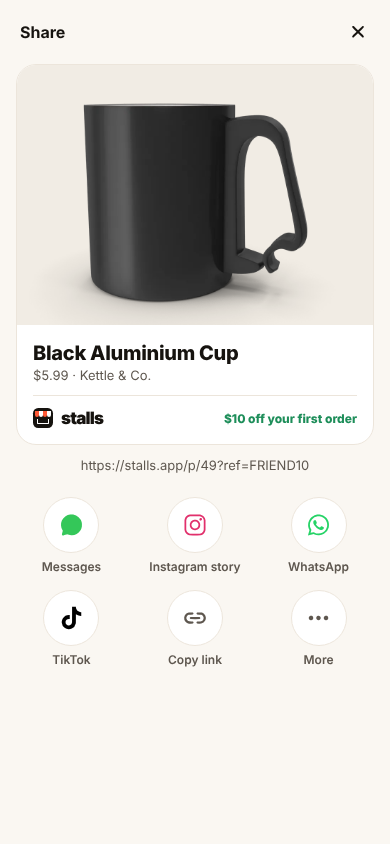 Share
Black Aluminium Cup
$5.99 · Kettle & Co.
stalls
$10 off your first order
https://stalls.app/p/49?ref=FRIEND10
Messages
Instagram story
WhatsApp
TikTok
Copy link
More